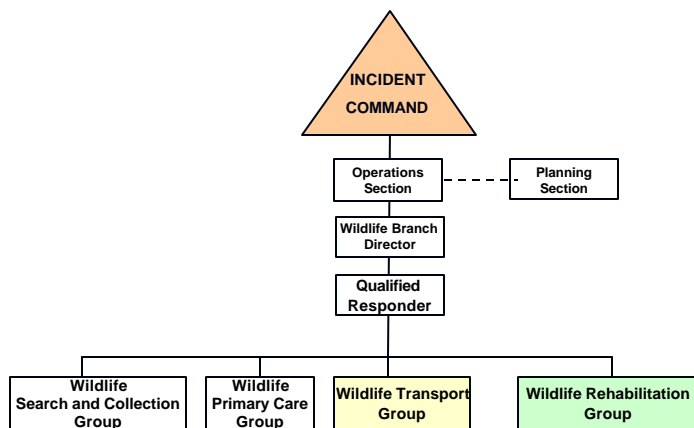 INCIDENT
COMMAND
Operations
Section
Planning
Section
Wildlife Branch
Director
Qualified
Responder
Wildlife
Search and Collection
Group
Wildlife
Primary Care
Group
Wildlife Transport
Group
Wildlife Rehabilitation
Group